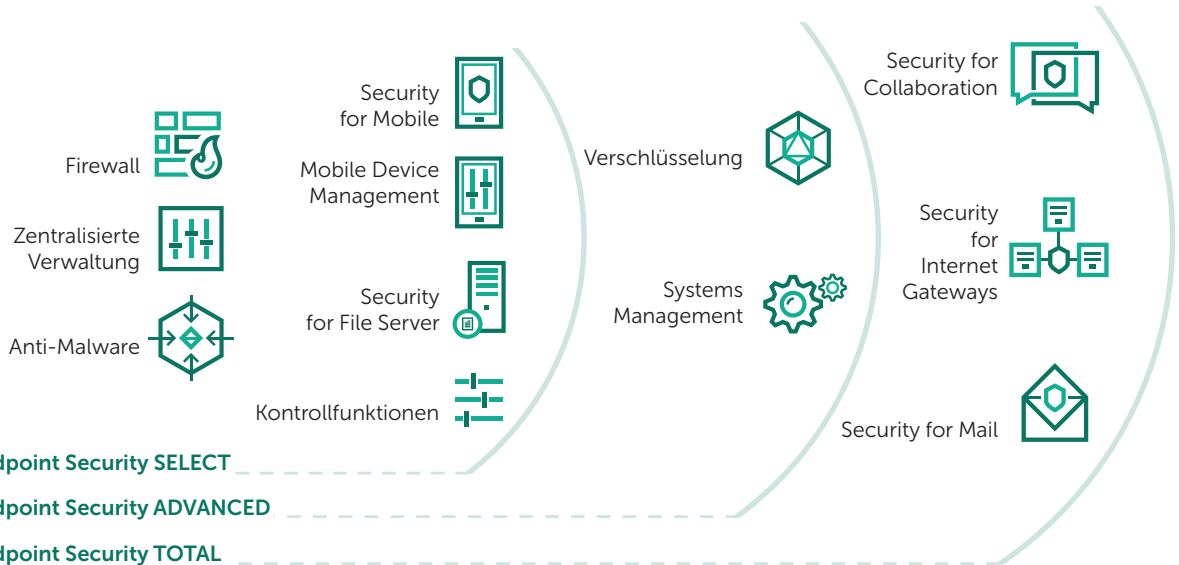 Firewall
Zentralisierte
Verwaltung
Anti-Malware
Security
for Mobile
Mobile Device
Management
Security
for File Server
Kontrollfunktionen
Verschlüsselung
Systems
Management
Security for
Collaboration
Security
for
Internet
Gateways
Security for Mail
dpoint Security SELECT
dpoint Security ADVANCED
dpoint Security TOTAL